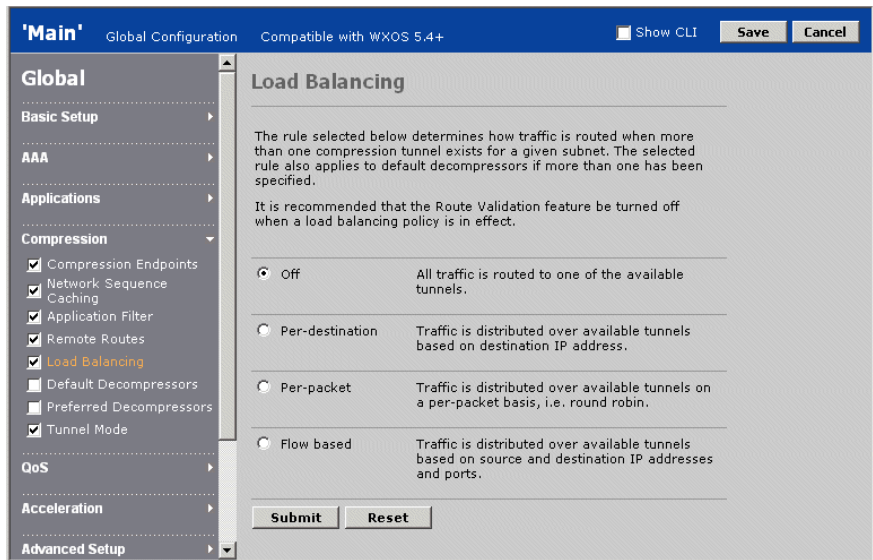 'Main' Global Configuration Compatible with WXOS 5.4+ Show CLI Save Cancel
Global
Basic Setup
AAA
Applications
Compression
Compression Endpoints
Network Sequence
Caching
Application Filter
Remote Routes
Load Balancing
Default Decompressors
Preferred Decompressors
Tunnel Mode
QoS
Acceleration
Advanced Setup
Load Balancing
The rule selected below determines how traffic is routed when more
than one compression tunnel exists for a given subnet. The selected
rule also applies to default decompressors if more than one has been
specified.
It is recommended that the Route Validation feature be turned off
when a load balancing policy is in effect.
Off All traffic is routed to one of the available
tunnels.
Per-destination Traffic is distributed over available tunnels
based on destination IP address.
Per-packet Traffic is distributed over available tunnels on
a per-packet basis, i.e. round robin.
Flow based Traffic is distributed over available tunnels
based on source and destination IP addresses
and ports.
Submit Reset